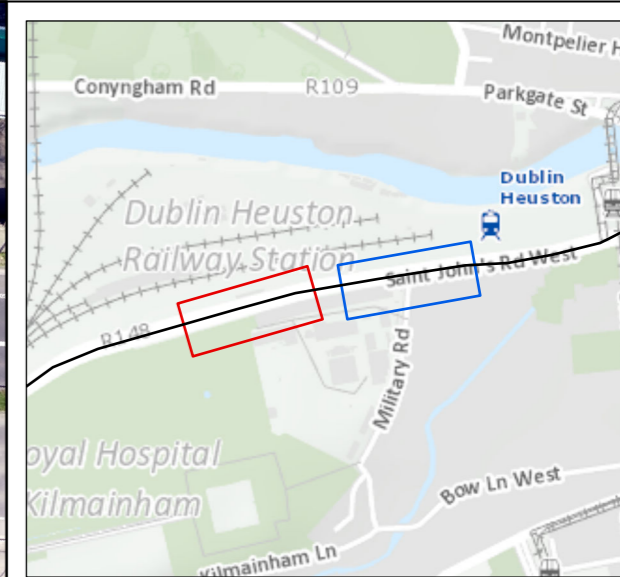 Montpelier H
Conyngham Rd
R109
Parkgate St
Dublin
Heuston
Dublin Heuston
Railway Station
Saint John's Rd West
R148
Military Rd
oyal Hospital
Kilmainham
Bow Ln West
Kilmainham Ln